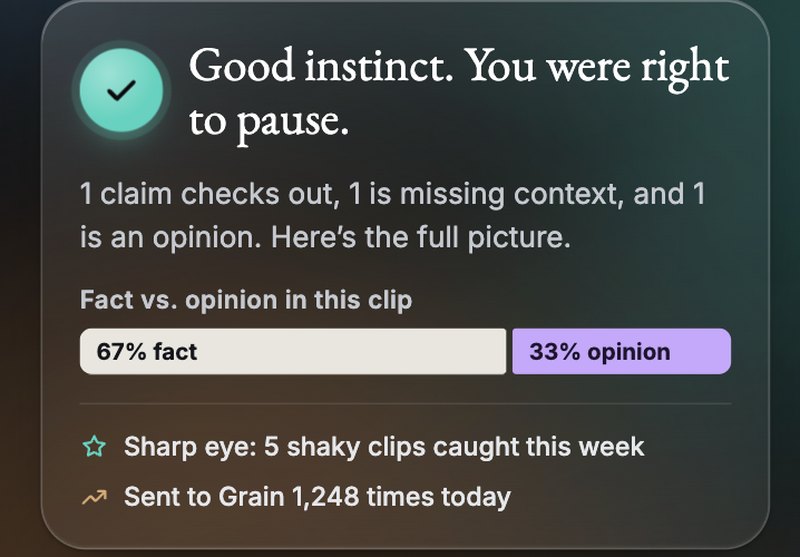 Good instinct. You were right
to pause.
1 claim checks out, 1 is missing context, and 1
is an opinion. Here’s the full picture.
Fact vs. opinion in this clip
67% fact
33% opinion
Sharp eye: 5 shaky clips caught this week
Sent to Grain 1,248 times today